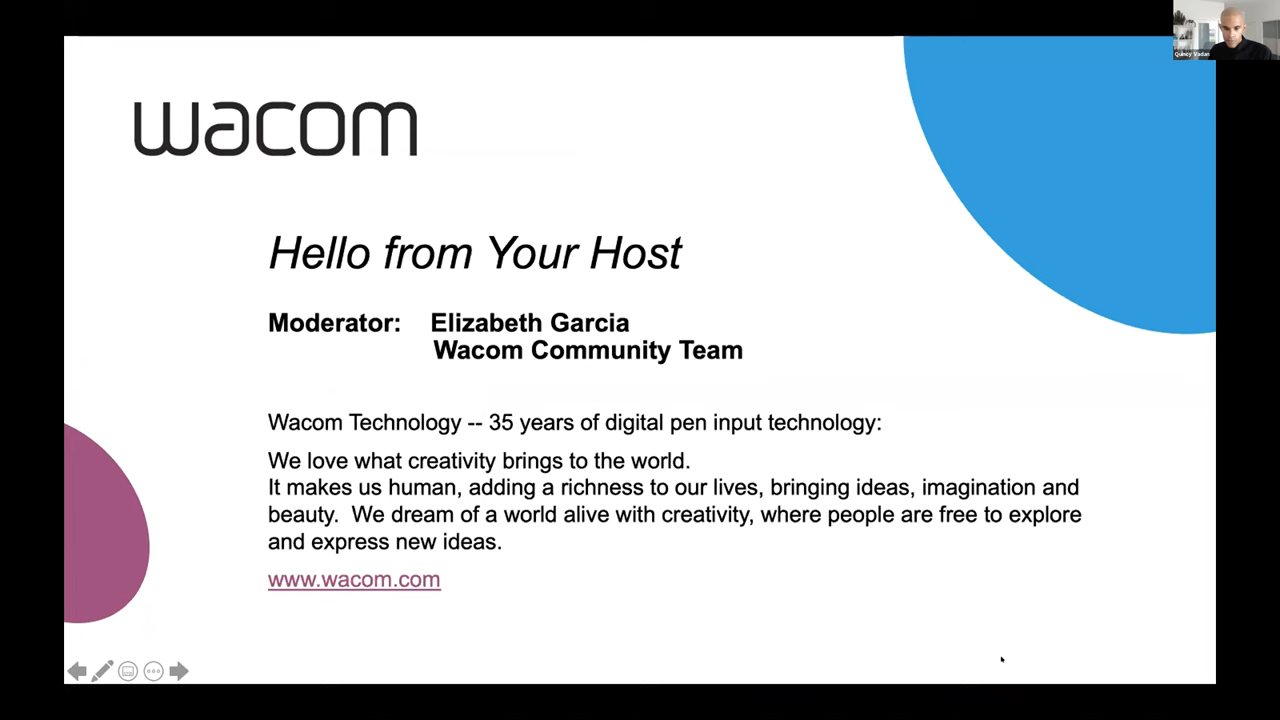 wacom
Hello from Your Host
Moderator: Elizabeth Garcia
Wacom Community Team
Wacom Technology -- 35 years of digital pen input technology:
We love what creativity brings to the world.
It makes us human, adding a richness to our lives, bringing ideas, imagination and
beauty. We dream of a world alive with creativity, where people are free to explore
and express new ideas.
www.wacom.com